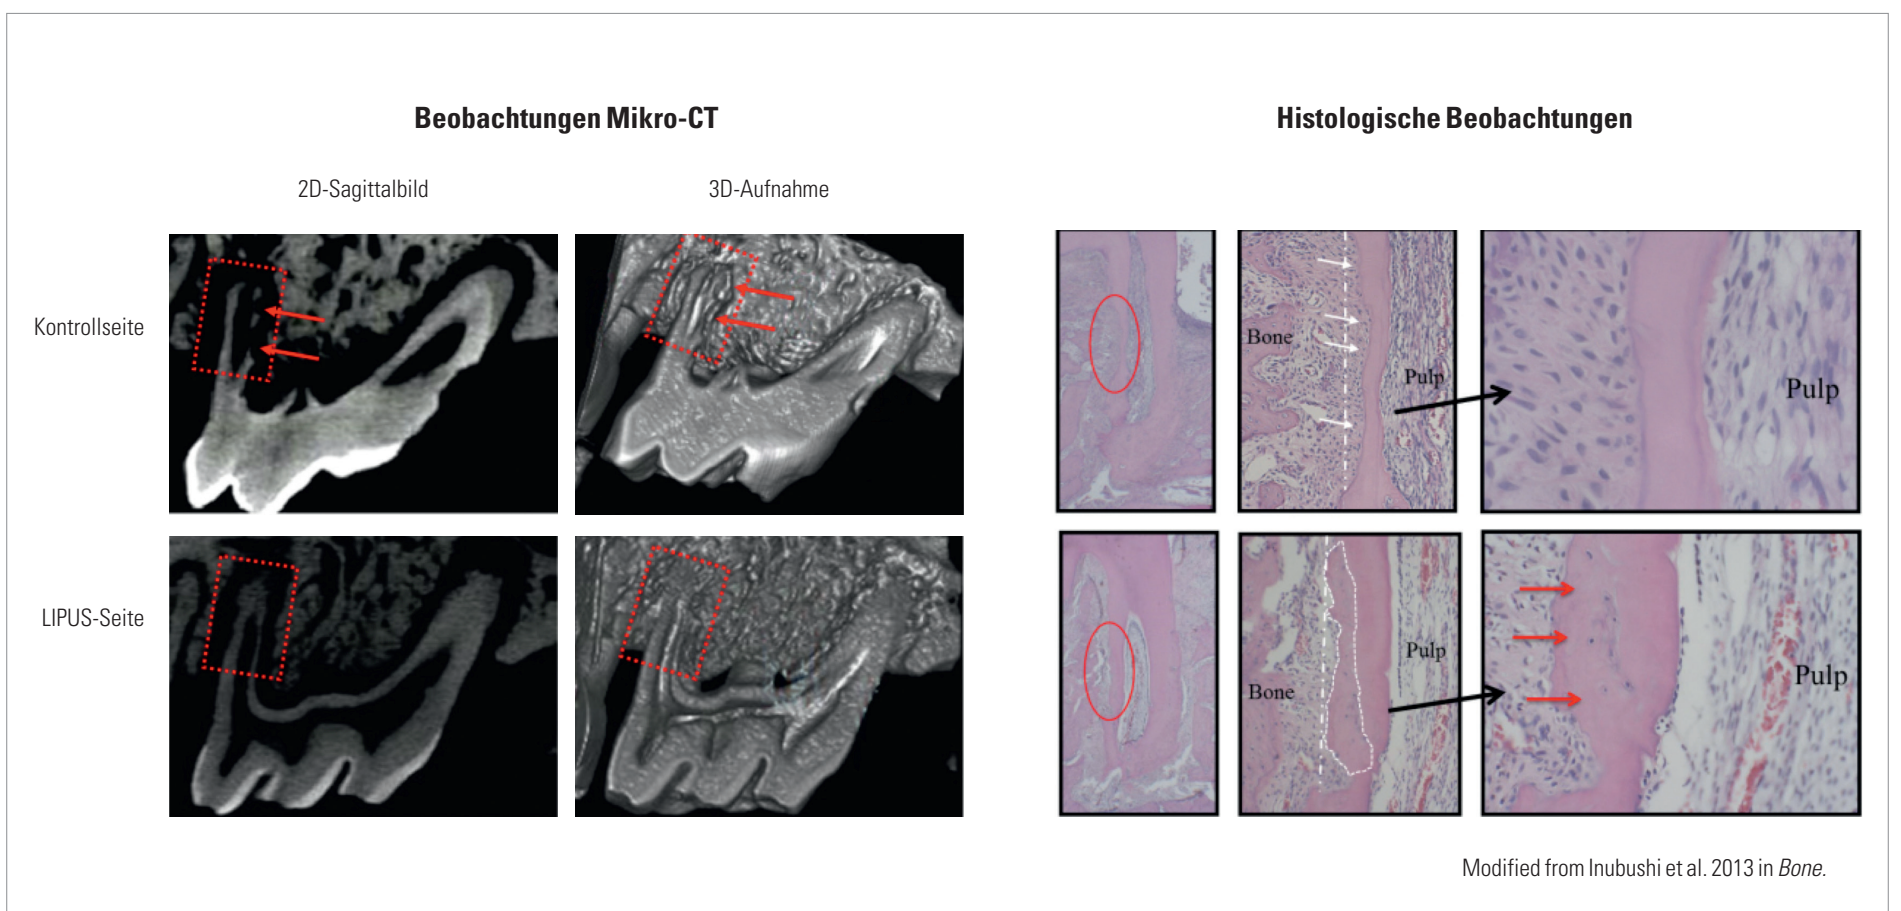 Beobachtungen Mikro-CT
Histologische Beobachtungen
2D-Sagittalbild
3D-Aufnahme
Kontrollseite
Bone
Pulp
Pulp
LIPUS-Seite
Bone
Pulp
Pulp
Modified from Inubushi et al. 2013 in Bone.